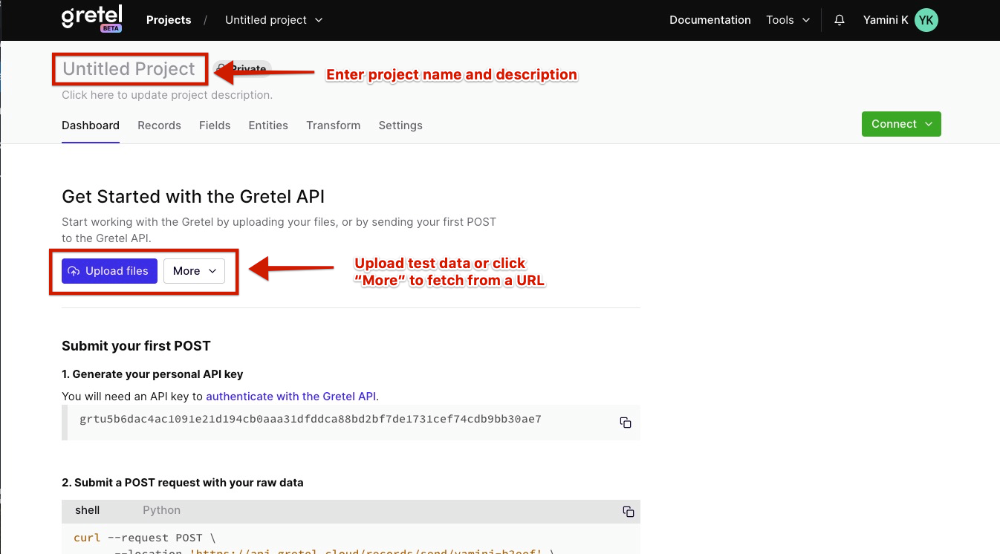 gretel
BETA
Projects / Untitled project
Documentation Tools
Yamini K YK
Untitled Project
Private
Enter project name and description
Click here to update project description.
Dashboard Records Fields Entities Transform Settings
Connect
Get Started with the Gretel API
Start working with the Gretel by uploading your files, or by sending your first POST
to the Gretel API.
Upload files More
Upload test data or click
“More” to fetch from a URL
Submit your first POST
1. Generate your personal API key
You will need an API key to authenticate with the Gretel API.
grtu5b6dac4ac1091e21d194cb0aaa31dfddca88bd2bf7de1731cef74cdb9bb30ae7
2. Submit a POST request with your raw data
shell Python
curl --request POST \